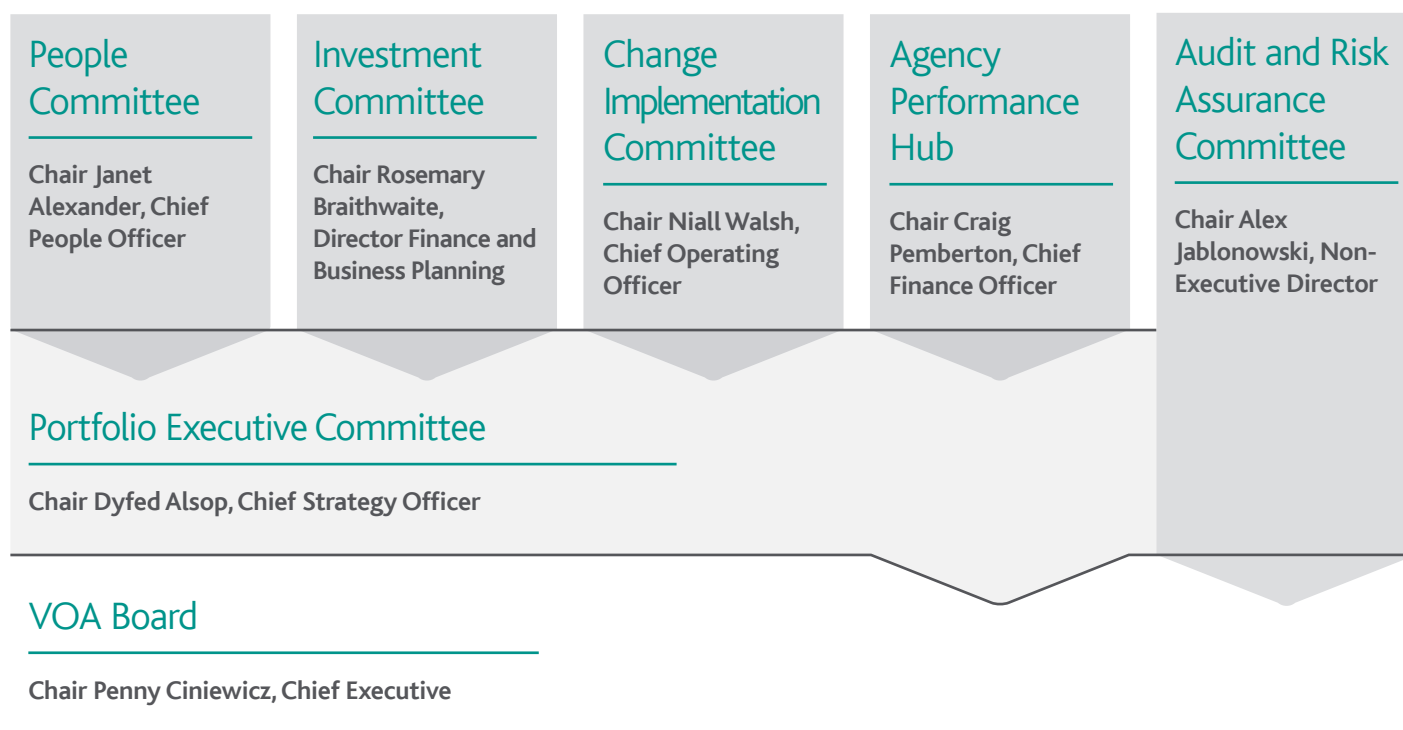 People
Committee
Chair Janet
Alexander, Chief
People Officer
Investment
Committee
Chair Rosemary
Braithwaite,
Director Finance and
Business Planning
Change
Implementation
Committee
Chair Niall Walsh,
Chief Operating
Officer
Agency
Performance
Hub
Chair Craig
Pemberton, Chief
Finance Officer
Audit and Risk
Assurance
Committee
Chair Alex
Jablonowski, Non-
Executive Director
Portfolio Executive Committee
Chair Dyfed Alsop, Chief Strategy Officer
VOA Board
Chair Penny Ciniewicz, Chief Executive